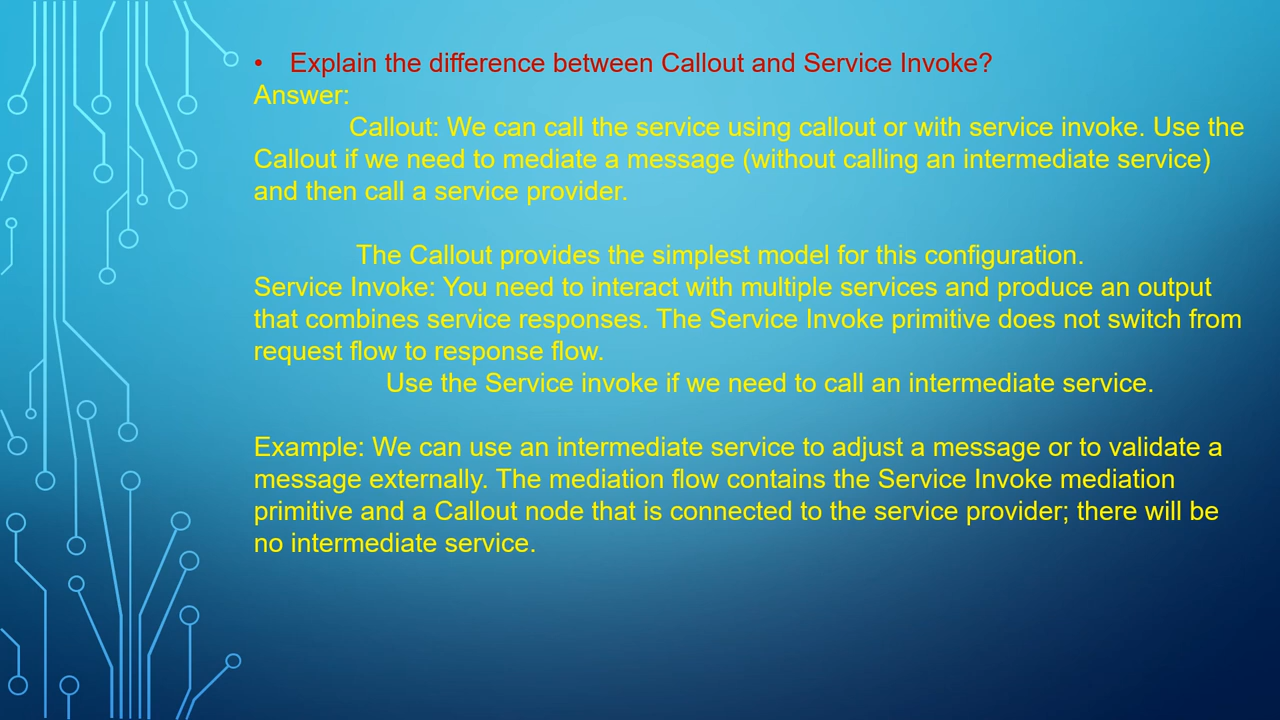 • Explain the difference between Callout and Service Invoke?
Answer:
Callout: We can call the service using callout or with service invoke. Use the
Callout if we need to mediate a message (without calling an intermediate service)
and then call a service provider.
The Callout provides the simplest model for this configuration.
Service Invoke: You need to interact with multiple services and produce an output
that combines service responses. The Service Invoke primitive does not switch from
request flow to response flow.
Use the Service invoke if we need to call an intermediate service.
Example: We can use an intermediate service to adjust a message or to validate a
message externally. The mediation flow contains the Service Invoke mediation
primitive and a Callout node that is connected to the service provider; there will be
no intermediate service.